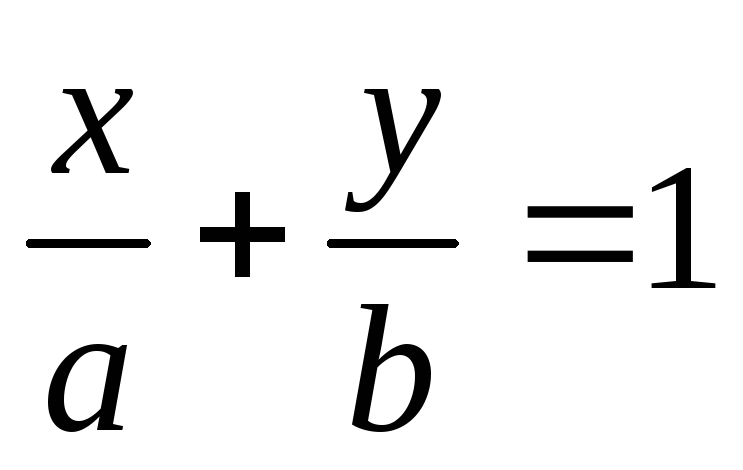 x/a + y/b = 1